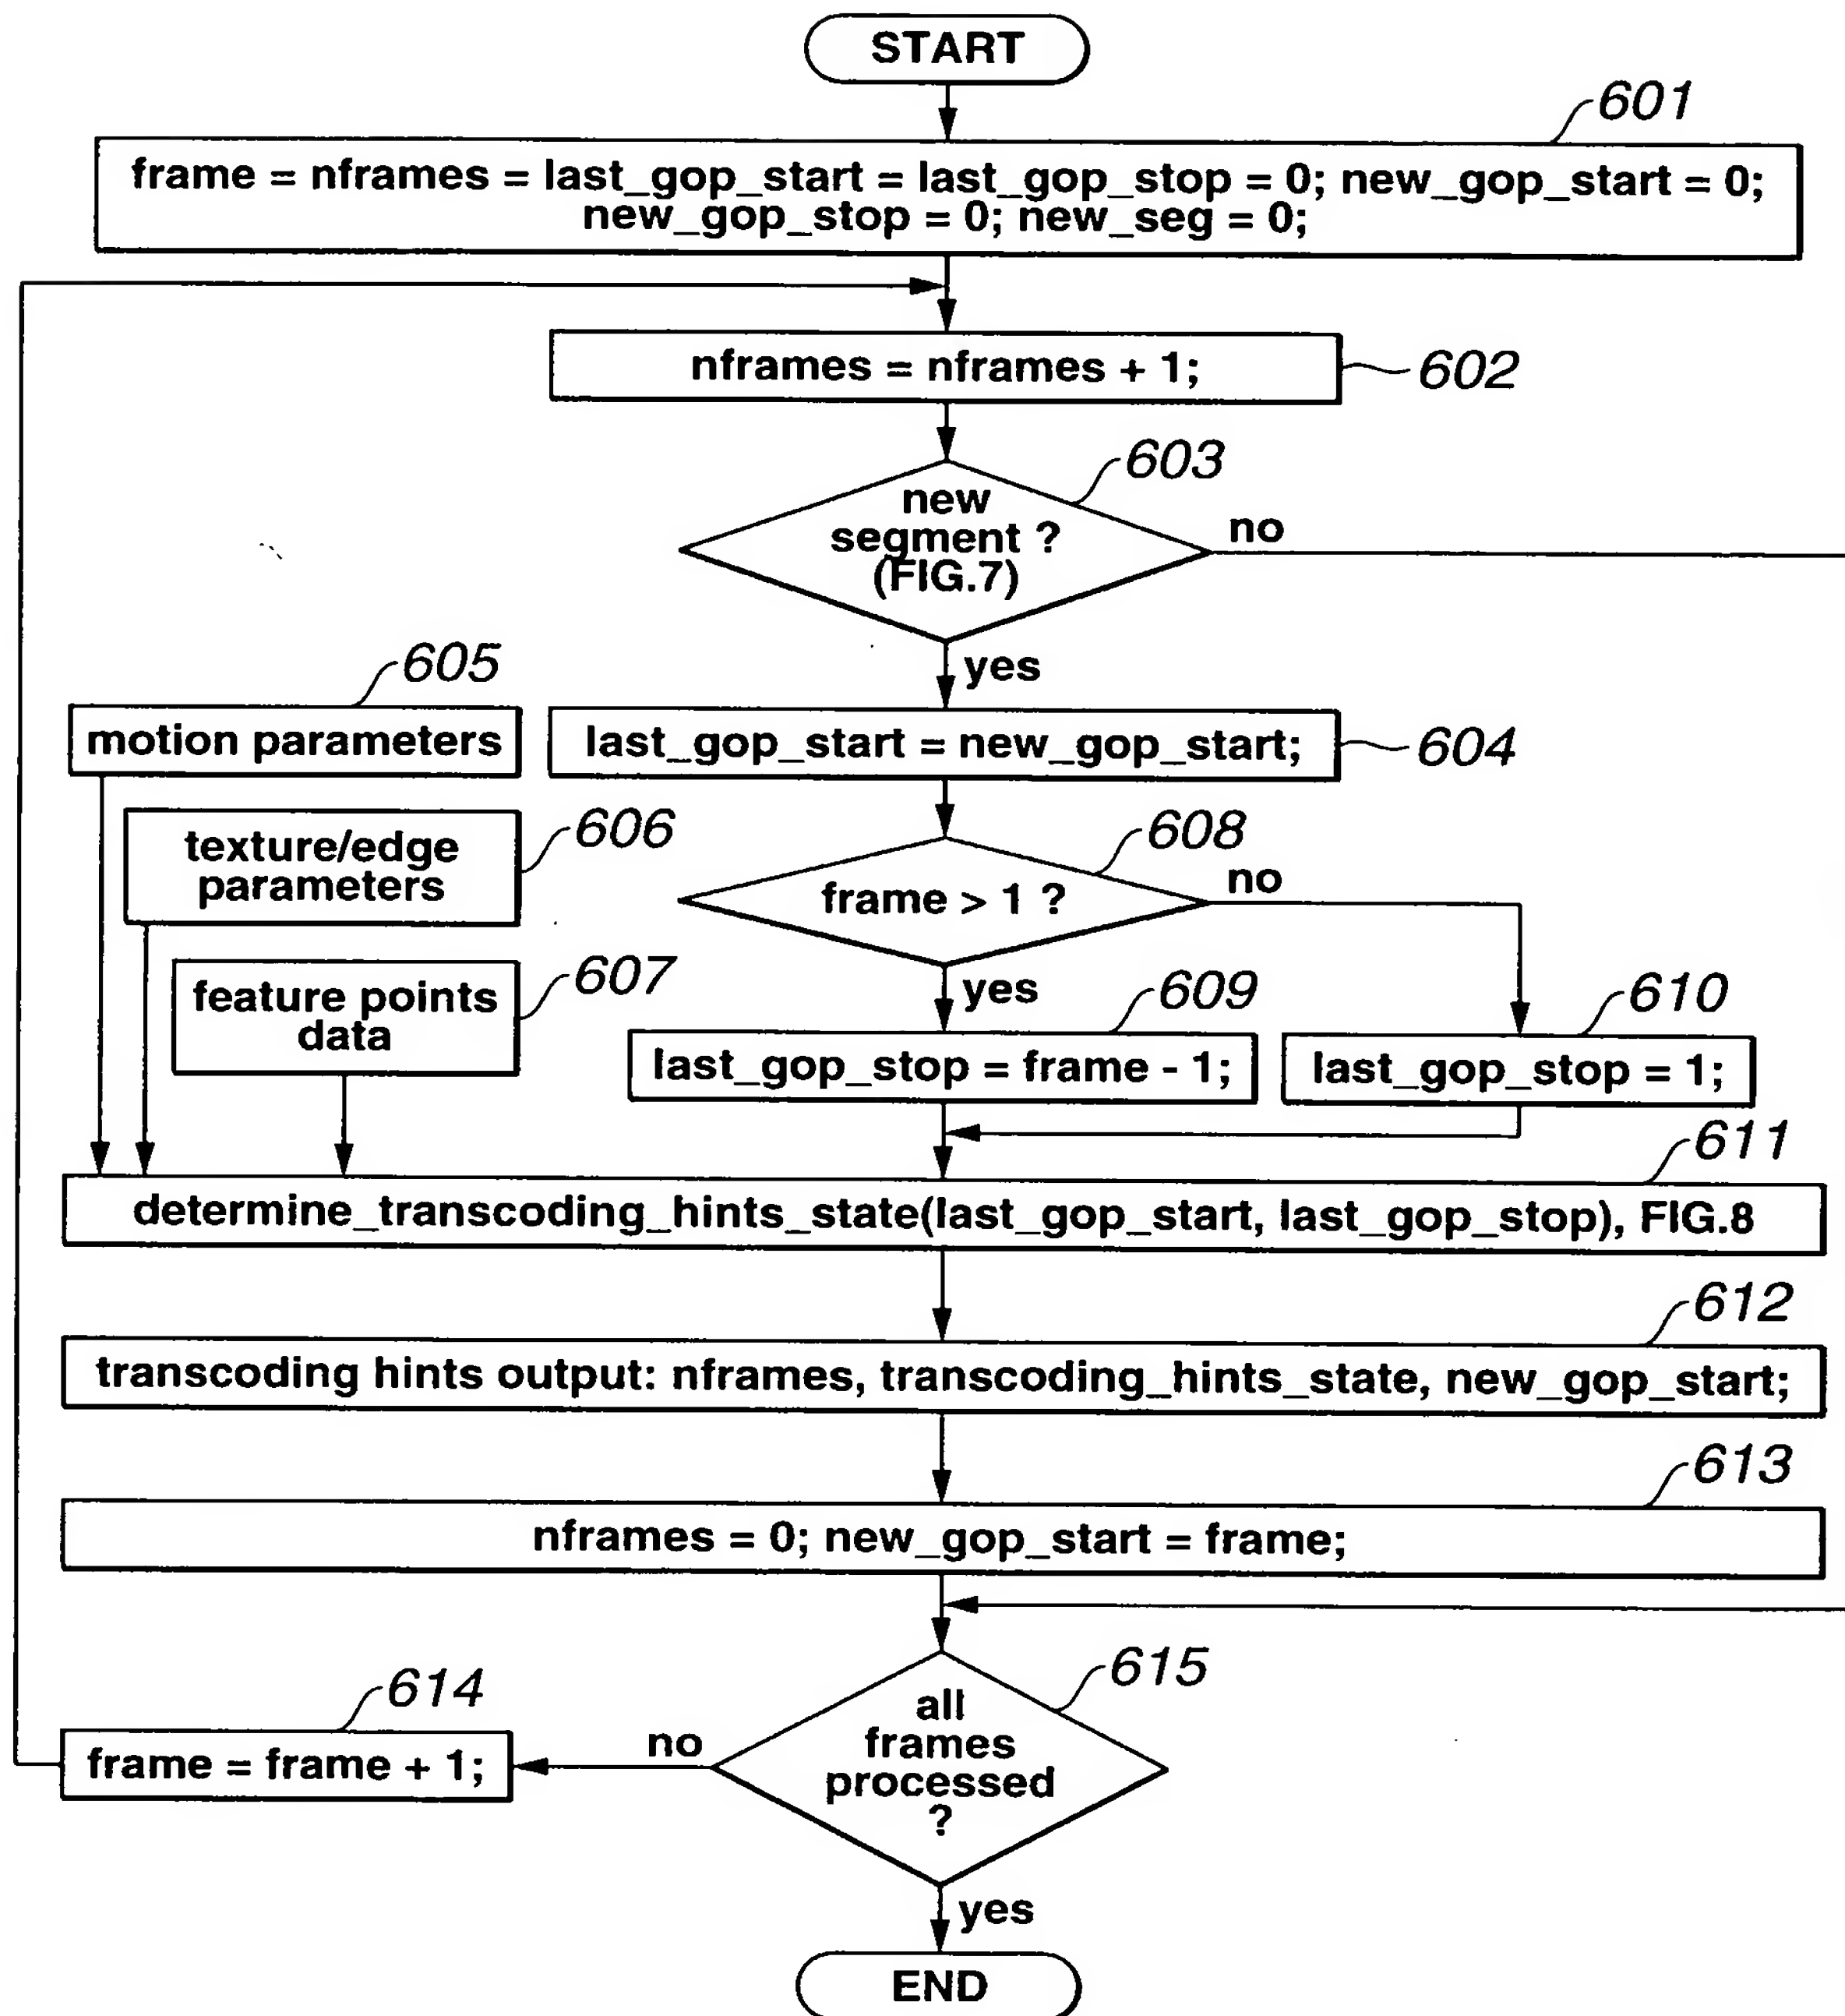 START
601
frame = nframes = last_gop_start = last_gop_stop = 0; new_gop_start = 0;
new_gop_stop = 0; new_seg = 0;
nframes = nframes + 1;
602
603
new
segment ?
(FIG.7)
no
yes
605
motion parameters
last_gop_start = new_gop_start;
604
606
texture/edge
parameters
608
frame > 1 ?
no
607
feature points
data
yes
609
610
last_gop_stop = frame - 1;
last_gop_stop = 1;
611
determine_transcoding_hints_state(last_gop_start, last_gop_stop), FIG.8
612
transcoding hints output: nframes, transcoding_hints_state, new_gop_start;
613
nframes = 0; new_gop_start = frame;
615
614
all
frames
processed
?
no
frame = frame + 1;
yes
END